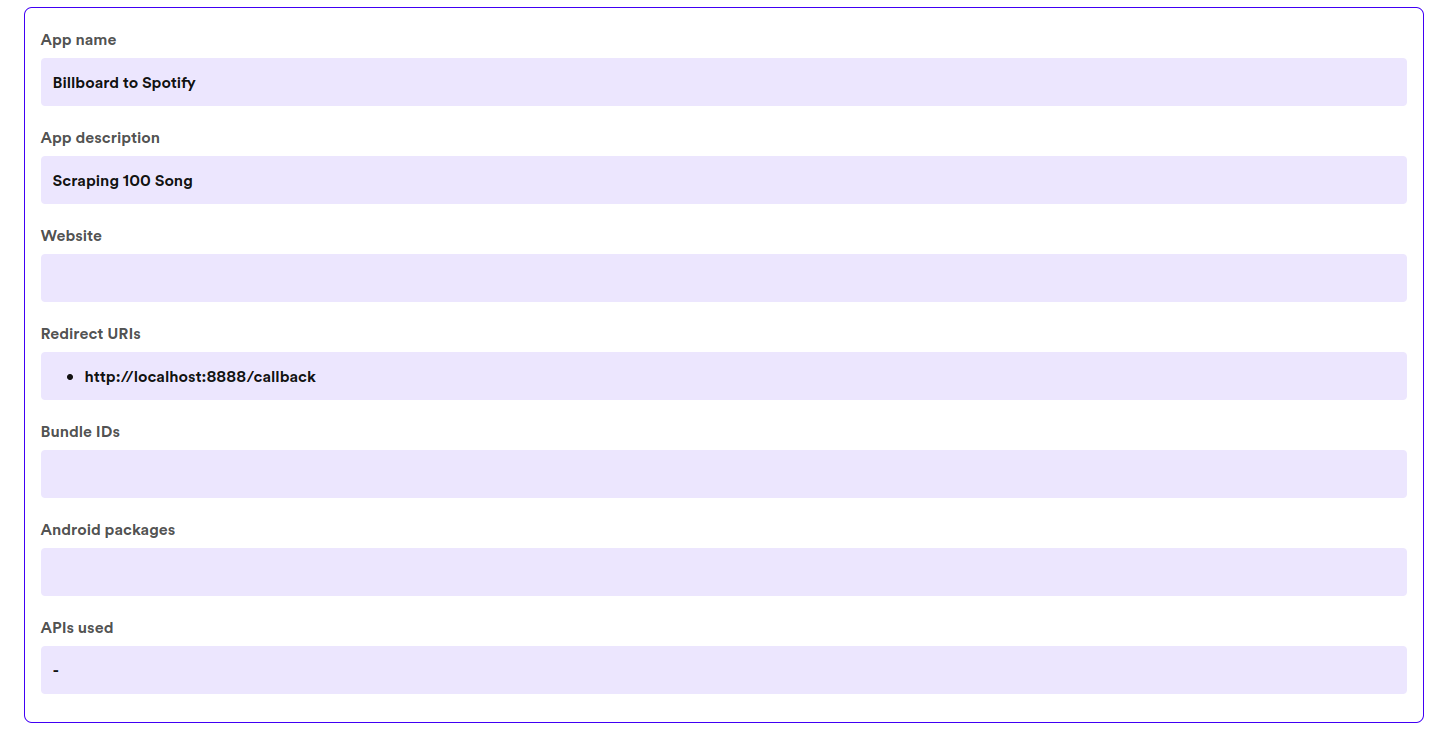 App name
Billboard to Spotify
App description
Scraping 100 Song
Website
Redirect URIs
• http://localhost:8888/callback
Bundle IDs
Android packages
APIs used
-